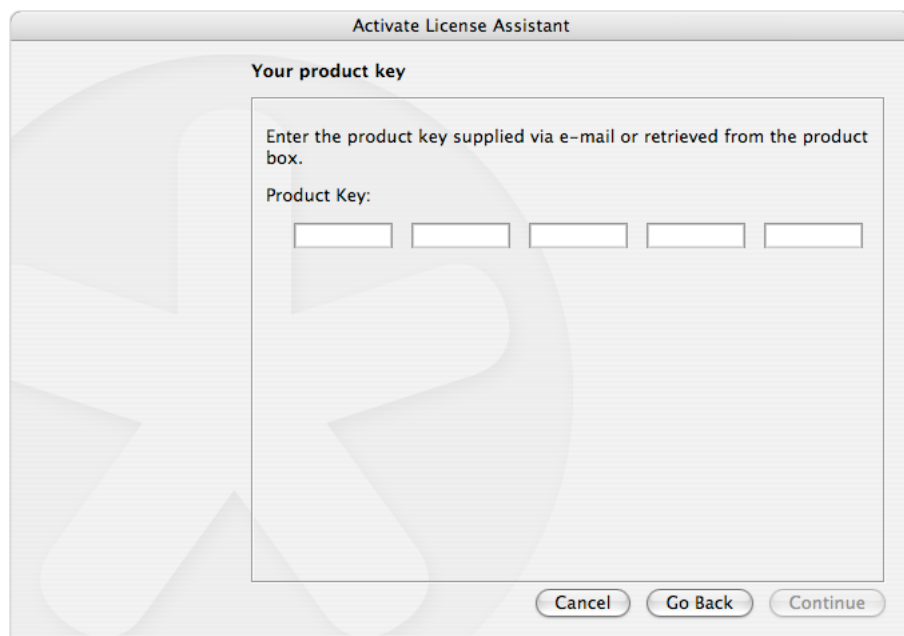 Activate License Assistant
Your product key
Enter the product key supplied via e-mail or retrieved from the product
box.
Product Key:
Cancel Go Back Continue